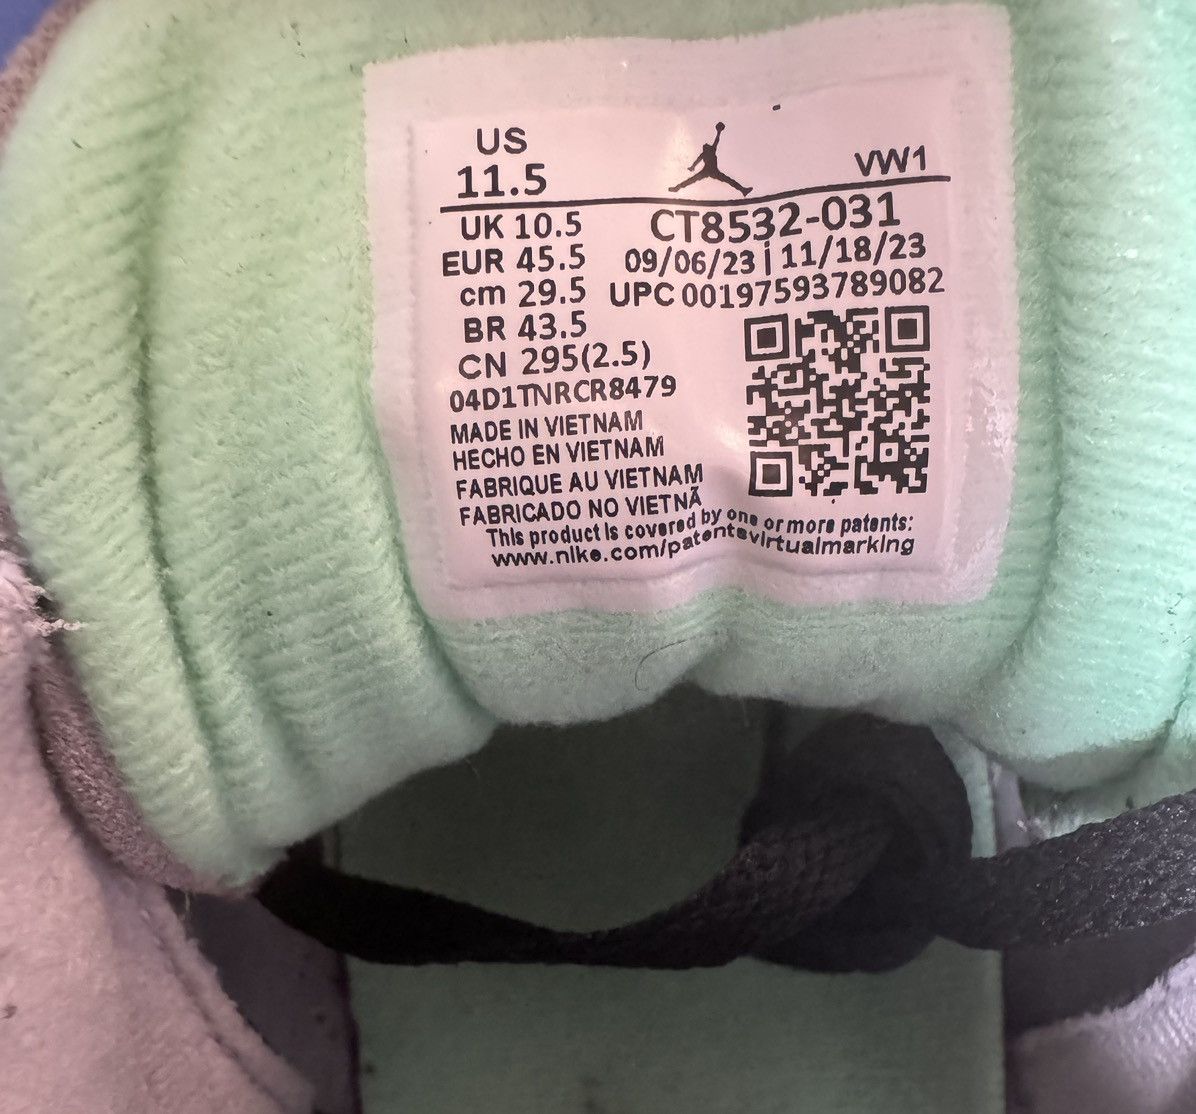 US
11.5
VW1
UK 10.5
CT8532-031
EUR 45.5
09/06/23 | 11/18/23
cm 29.5
UPC 00197593789082
BR 43.5
CN 295(2.5)
04D1TNRCR8479
MADE IN VIETNAM
HECHO EN VIETNAM
FABRIQUE AU VIETNAM
FABRICADO NO VIETNÃ
This product is covered by one or more patents:
www.nike.com/patentsvirtualmarking